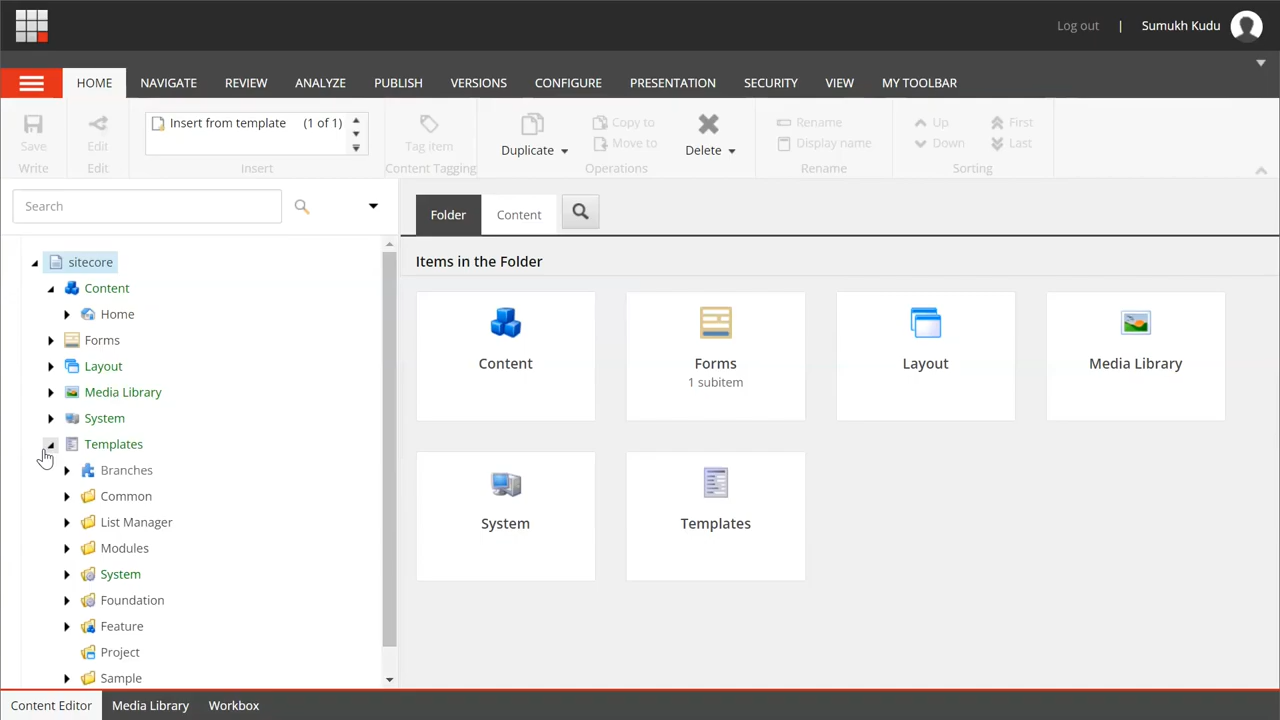 Log out | Sumukh Kudu
HOME NAVIGATE REVIEW ANALYZE PUBLISH VERSIONS CONFIGURE PRESENTATION SECURITY VIEW MY TOOLBAR
Save
Write
Edit
Edit
Insert from template (1 of 1)
Insert
Tag item
Content Tagging
Duplicate
Copy to
Move to
Delete
Operations
Rename
Display name
Rename
Up
Down
First
Last
Sorting
Search
sitecore
Content
Home
Forms
Layout
Media Library
System
Templates
Branches
Common
List Manager
Modules
System
Foundation
Feature
Project
Sample
Folder Content
Items in the Folder
Content
Forms
1 subitem
Layout
Media Library
System
Templates
Content Editor Media Library Workbox